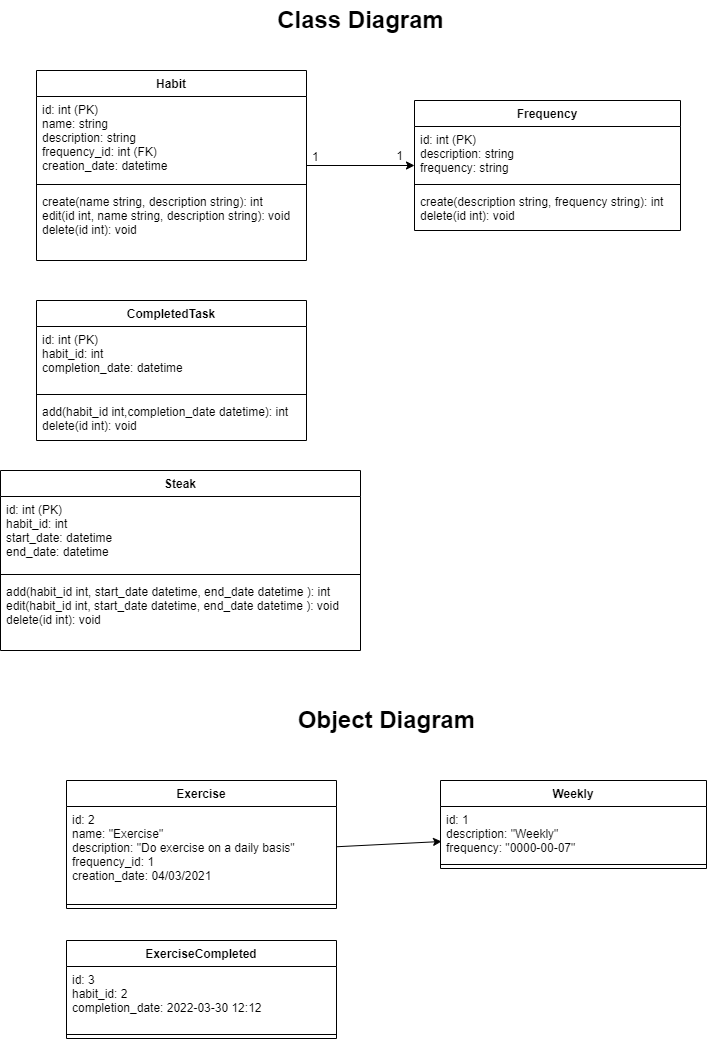 Class Diagram
Habit
id: int (PK)
name: string
description: string
frequency_id: int (FK)
creation_date: datetime
create(name string, description string): int
edit(id int, name string, description string): void
delete(id int): void
1
1
Frequency
id: int (PK)
description: string
frequency: string
create(description string, frequency string): int
delete(id int): void
CompletedTask
id: int (PK)
habit_id: int
completion_date: datetime
add(habit_id int,completion_date datetime): int
delete(id int): void
Steak
id: int (PK)
habit_id: int
start_date: datetime
end_date: datetime
add(habit_id int, start_date datetime, end_date datetime ): int
edit(habit_id int, start_date datetime, end_date datetime ): void
delete(id int): void
Object Diagram
Exercise
id: 2
name: "Exercise"
description: "Do exercise on a daily basis"
frequency_id: 1
creation_date: 04/03/2021
Weekly
id: 1
description: "Weekly"
frequency: "0000-00-07"
ExerciseCompleted
id: 3
habit_id: 2
completion_date: 2022-03-30 12:12